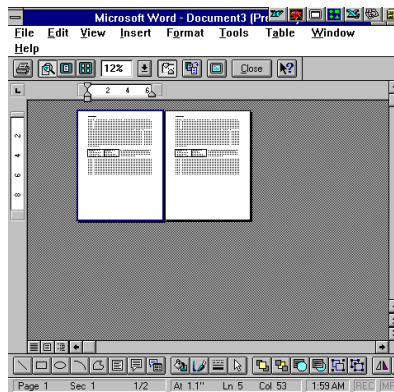 Microsoft Word - Document3 (Pre
File Edit View Insert Format Tools Table Window
Help
12% Close
L 2 4 6
2
4
6
8
Page 1 Sec 1 1/2 At 1.1" Ln 5 Col 53 1:59 AM REC